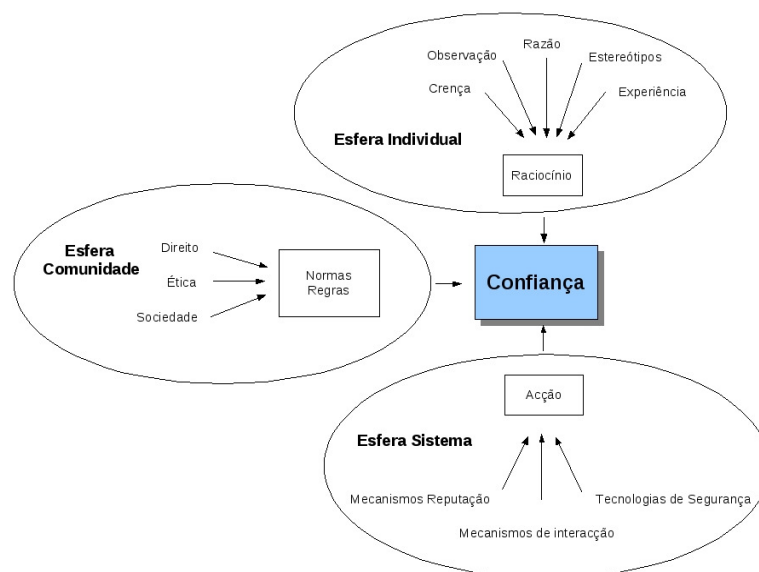 Razão
Observação
Estereótipos
Crença
Experiência
Esfera Individual
Raciocínio
Esfera
Comunidade
Direito
Ética
Sociedade
Normas
Regras
Confiança
Acção
Esfera Sistema
Mecanismos Reputação
Tecnologias de Segurança
Mecanismos de interacção